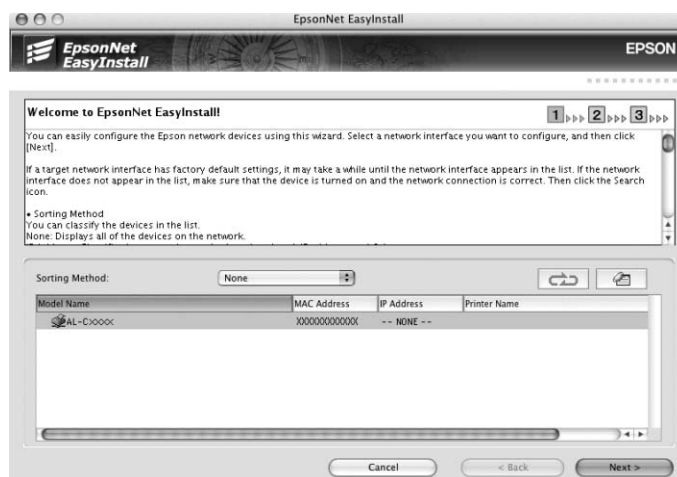 EpsonNet EasyInstall
EpsonNet
EasyInstall
EPSON
Welcome to EpsonNet EasyInstall!
1 2 3
You can easily configure the Epson network devices using this wizard. Select a network interface you want to configure, and then click
[Next].
If a target network interface has factory default settings, it may take a while until the network interface appears in the list. If the network
interface does not appear in the list, make sure that the device is turned on and the network connection is correct. Then click the Search
icon.
• Sorting Method
You can classify the devices in the list.
None: Displays all of the devices on the network.
Sorting Method: None
Model Name MAC Address IP Address Printer Name
AL-CXXXX XXXXXXXXXXXX -- NONE --
Cancel < Back Next >